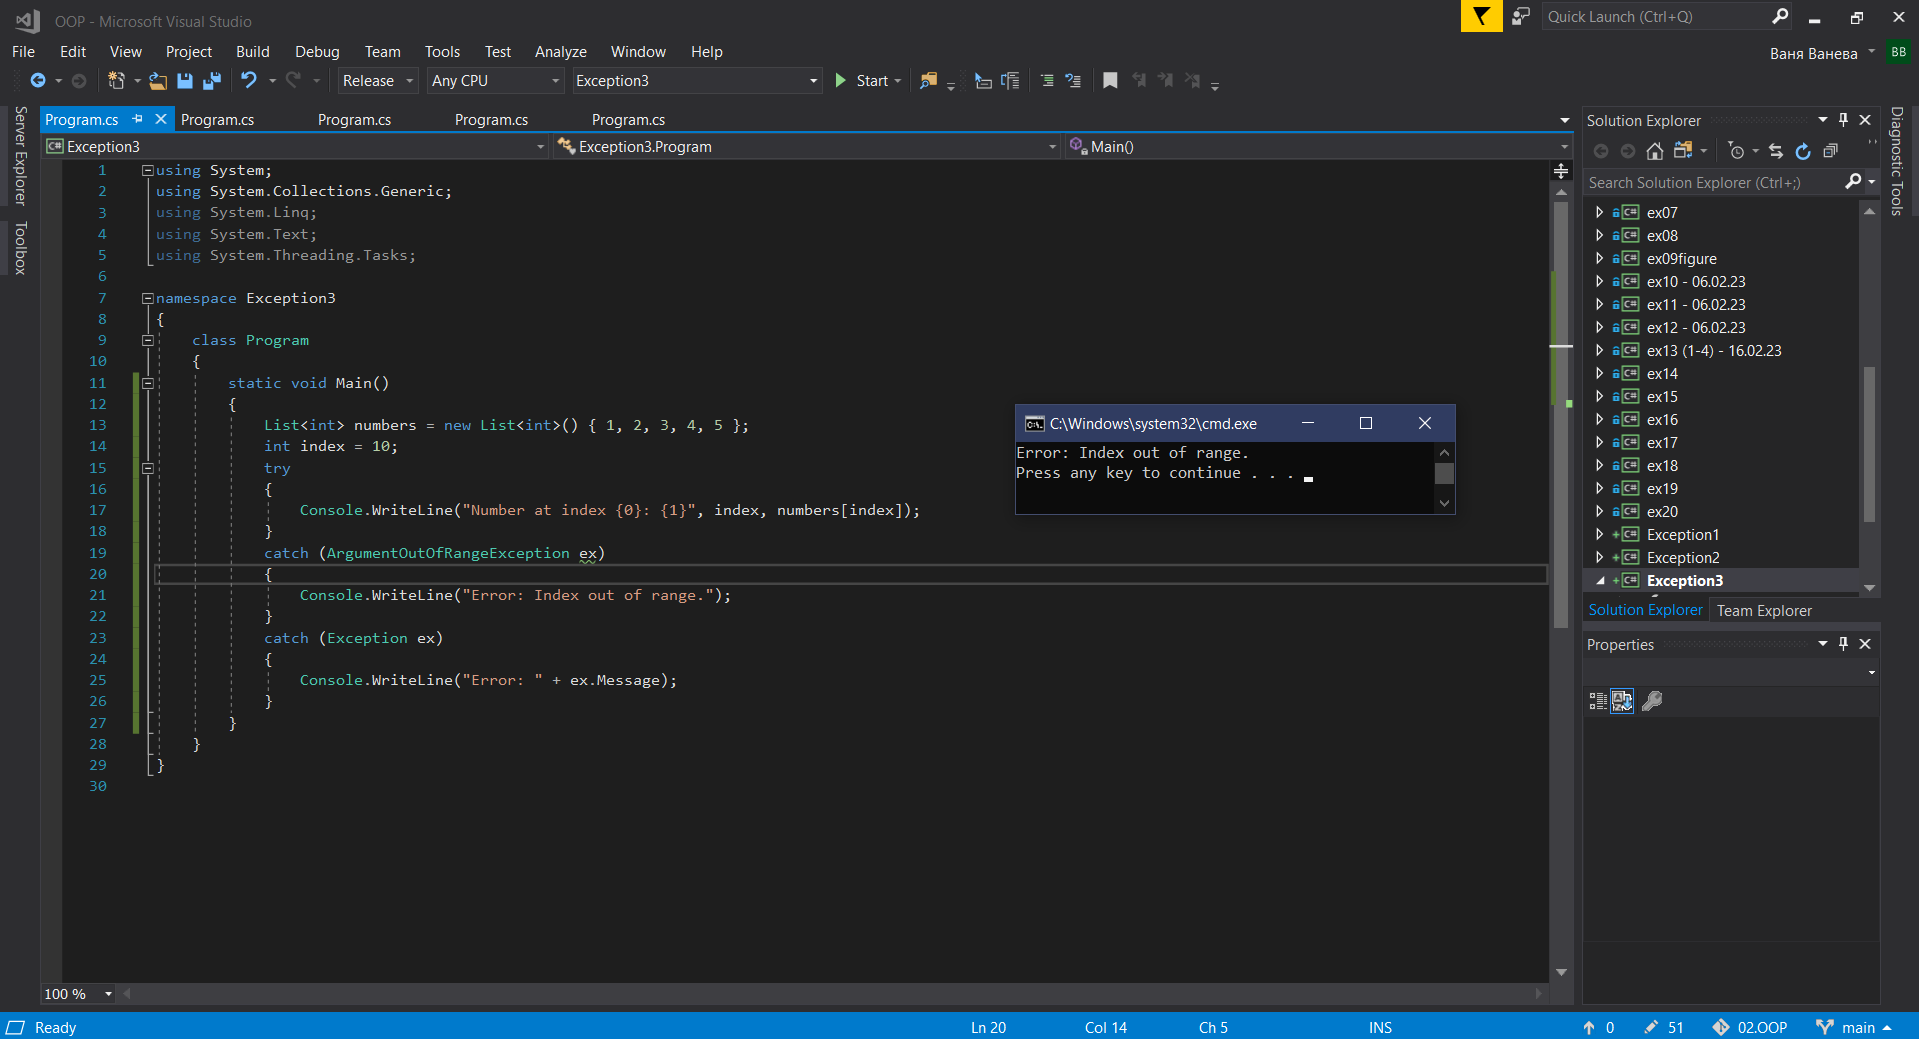 OOP - Microsoft Visual Studio
Quick Launch (Ctrl+Q)
File Edit View Project Build Debug Team Tools Test Analyze Window Help
Ваня Ванева BB
Release Any CPU Exception3 Start
Server Explorer
Toolbox
Program.cs Program.cs Program.cs Program.cs Program.cs
C# Exception3 Exception3.Program Main()
1 using System;
2 using System.Collections.Generic;
3 using System.Linq;
4 using System.Text;
5 using System.Threading.Tasks;
6
7 namespace Exception3
8 {
9 class Program
10 {
11 static void Main()
12 {
13 List<int> numbers = new List<int>() { 1, 2, 3, 4, 5 };
14 int index = 10;
15 try
16 {
17 Console.WriteLine("Number at index {0}: {1}", index, numbers[index]);
18 }
19 catch (ArgumentOutOfRangeException ex)
20 {
21 Console.WriteLine("Error: Index out of range.");
22 }
23 catch (Exception ex)
24 {
25 Console.WriteLine("Error: " + ex.Message);
26 }
27 }
28 }
29 }
30
C:\Windows\system32\cmd.exe
Error: Index out of range.
Press any key to continue . . .
Solution Explorer
Search Solution Explorer (Ctrl+;)
C# ex07
C# ex08
C# ex09figure
C# ex10 - 06.02.23
C# ex11 - 06.02.23
C# ex12 - 06.02.23
C# ex13 (1-4) - 16.02.23
C# ex14
C# ex15
C# ex16
C# ex17
C# ex18
C# ex19
C# ex20
+ C# Exception1
+ C# Exception2
+ C# Exception3
Solution Explorer Team Explorer
Properties
Diagnostic Tools
100 %
Ready Ln 20 Col 14 Ch 5 INS 0 51 02.OOP main